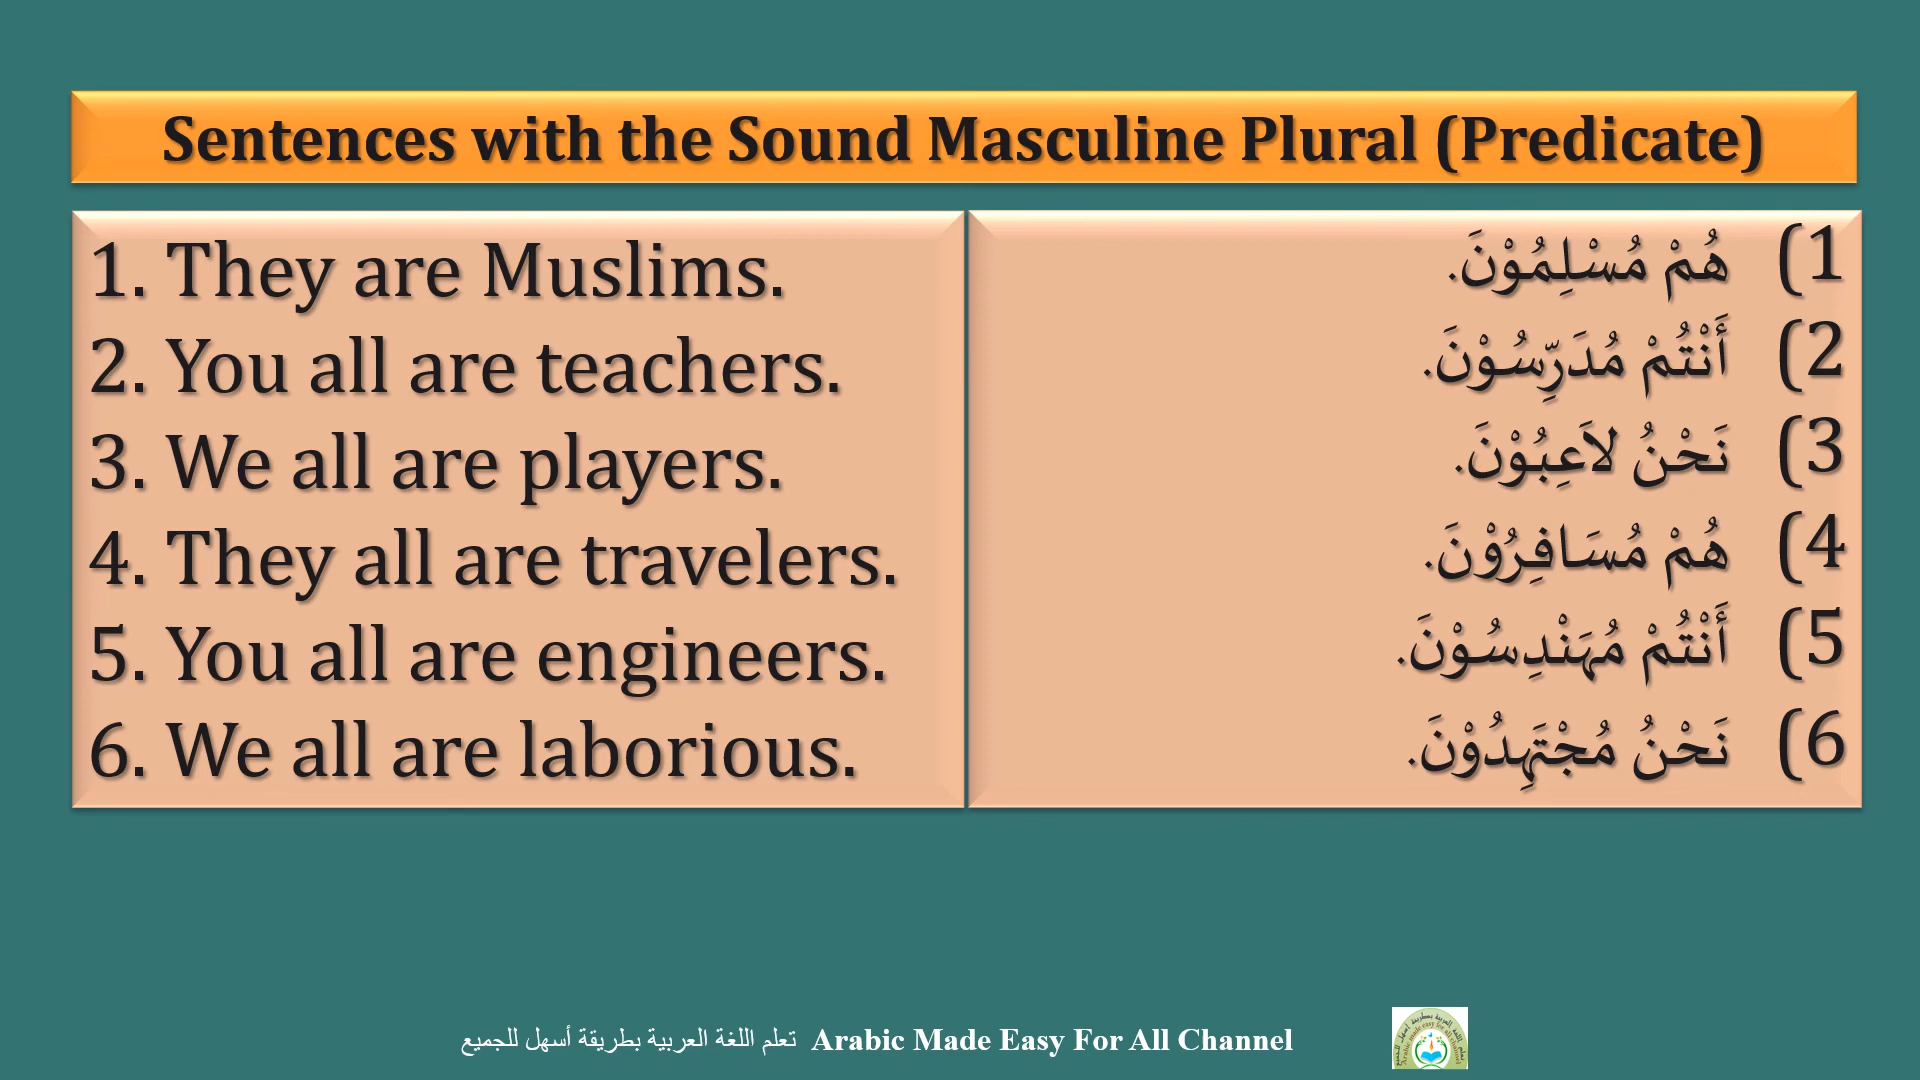 Sentences with the Sound Masculine Plural (Predicate)
1. They are Muslims.
2. You all are teachers.
3. We all are players.
4. They all are travelers.
5. You all are engineers.
6. We all are laborious.
1) هُمْ مُسْلِمُوْنَ.
2) أَنْتُمْ مُدَرِّسُوْنَ.
3) نَحْنُ لاَعِبُوْنَ.
4) هُمْ مُسَافِرُوْنَ.
5) أَنْتُمْ مُهَنْدِسُوْنَ.
6) نَحْنُ مُجْتَهِدُوْنَ.
تعلم اللغة العربية بطريقة أسهل للجميع Arabic Made Easy For All Channel